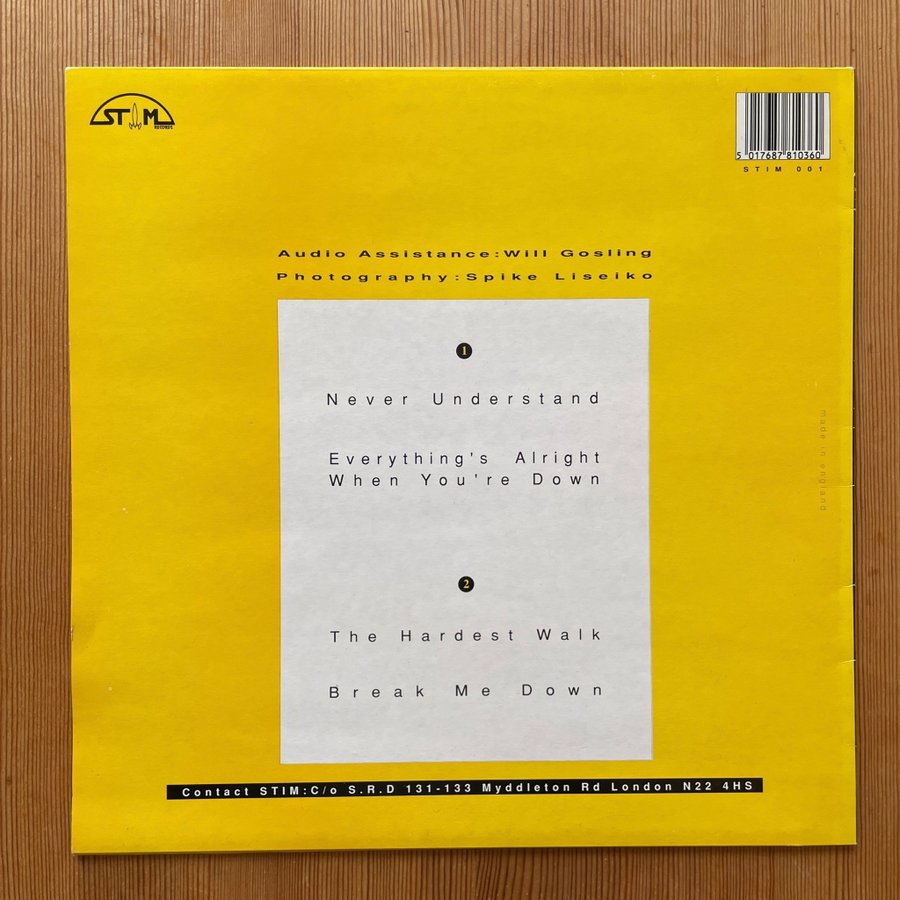 STIM
RECORDS
5 017687 810360
STIM 001
Audio Assistance:Will Gosling
Photography:Spike Liseiko
1
Never Understand
Everything's Alright
When You're Down
made in england
2
The Hardest Walk
Break Me Down
Contact STIM:C/o S.R.D 131-133 Myddleton Rd London N22 4HS